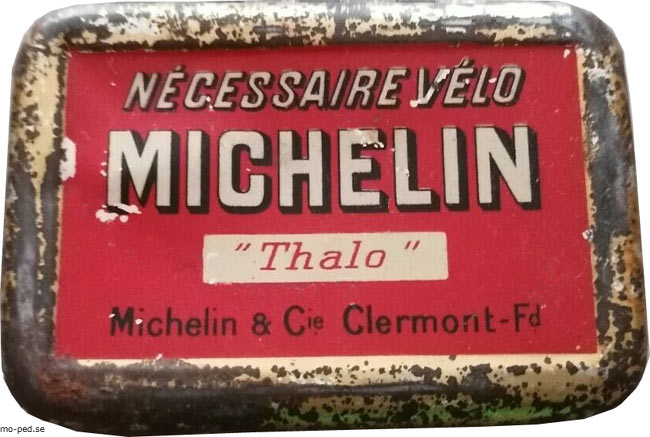 NÉCESSAIRE VÉLO
MICHELIN
"Thalo"
Michelin & Cie Clermont-Fd
mo-ped.se